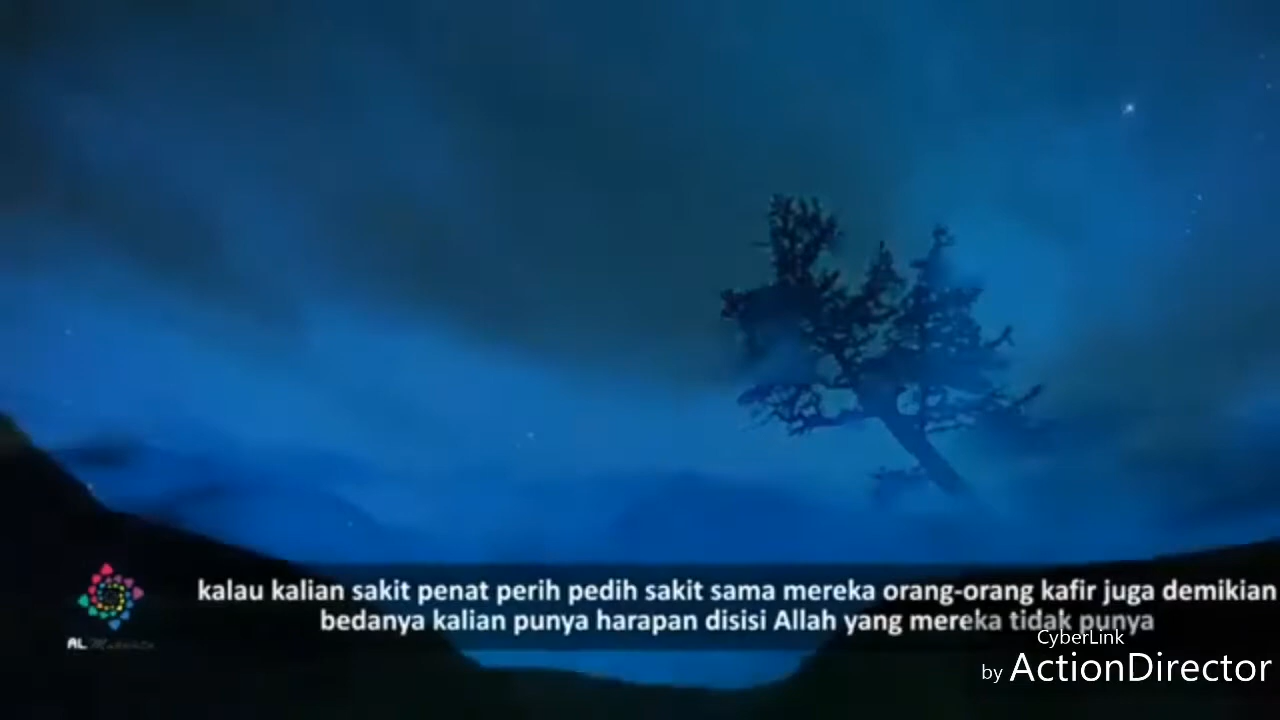 kalau kalian sakit penat perih pedih sakit sama mereka orang-orang kafir juga demikian
bedanya kalian punya harapan disisi Allah yang mereka tidak punya
AL
CyberLink
by ActionDirector